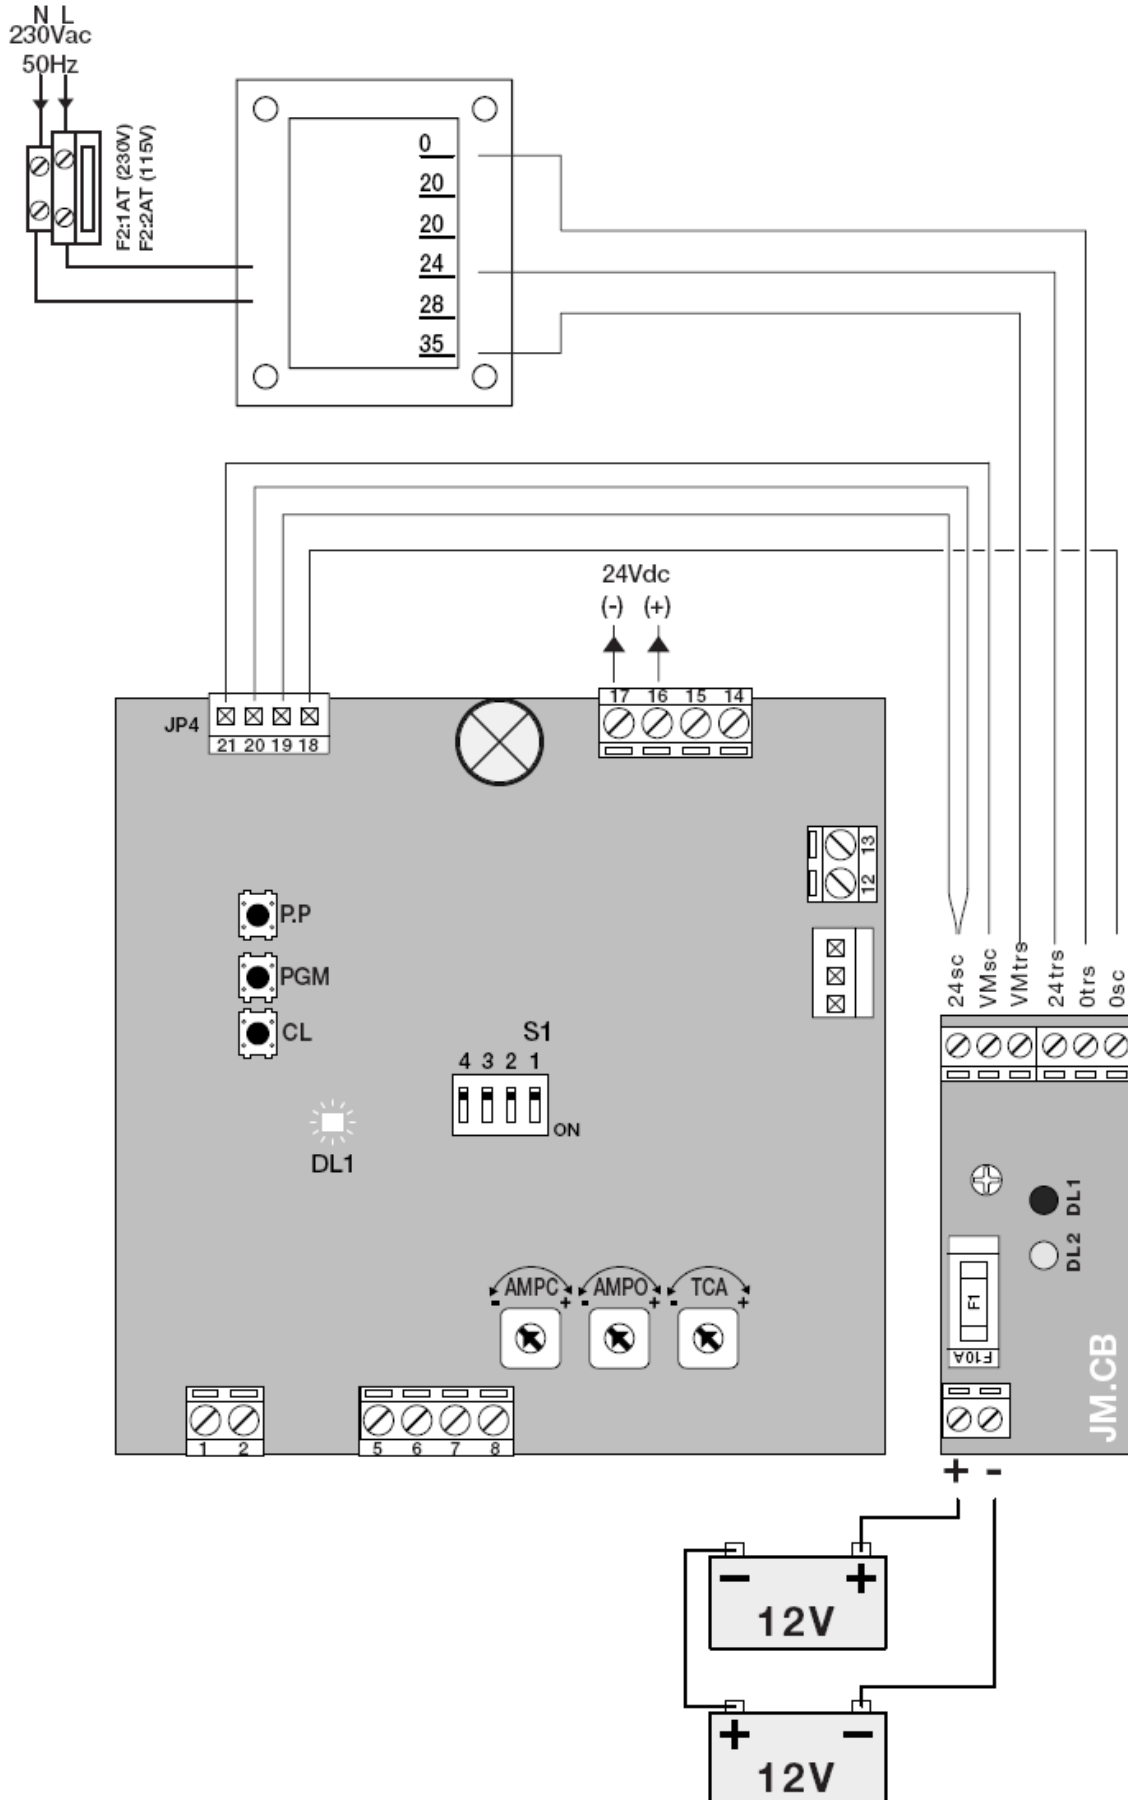 N L
230Vac
50Hz
F2:1AT (230V)
F2:2AT (115V)
0
20
20
24
28
35
24Vdc
(-) (+)
JP4
21 20 19 18
17 16 15 14
13
12
P.P
PGM
CL
S1
4 3 2 1
ON
DL1
24sc
VMsc
VMtrs
24trs
0trs
0sc
DL1
DL2
F1
F10A
JM.CB
AMPC
- +
AMPO
- +
TCA
- +
1 2
5 6 7 8
+ -
- +
12V
+ -
12V